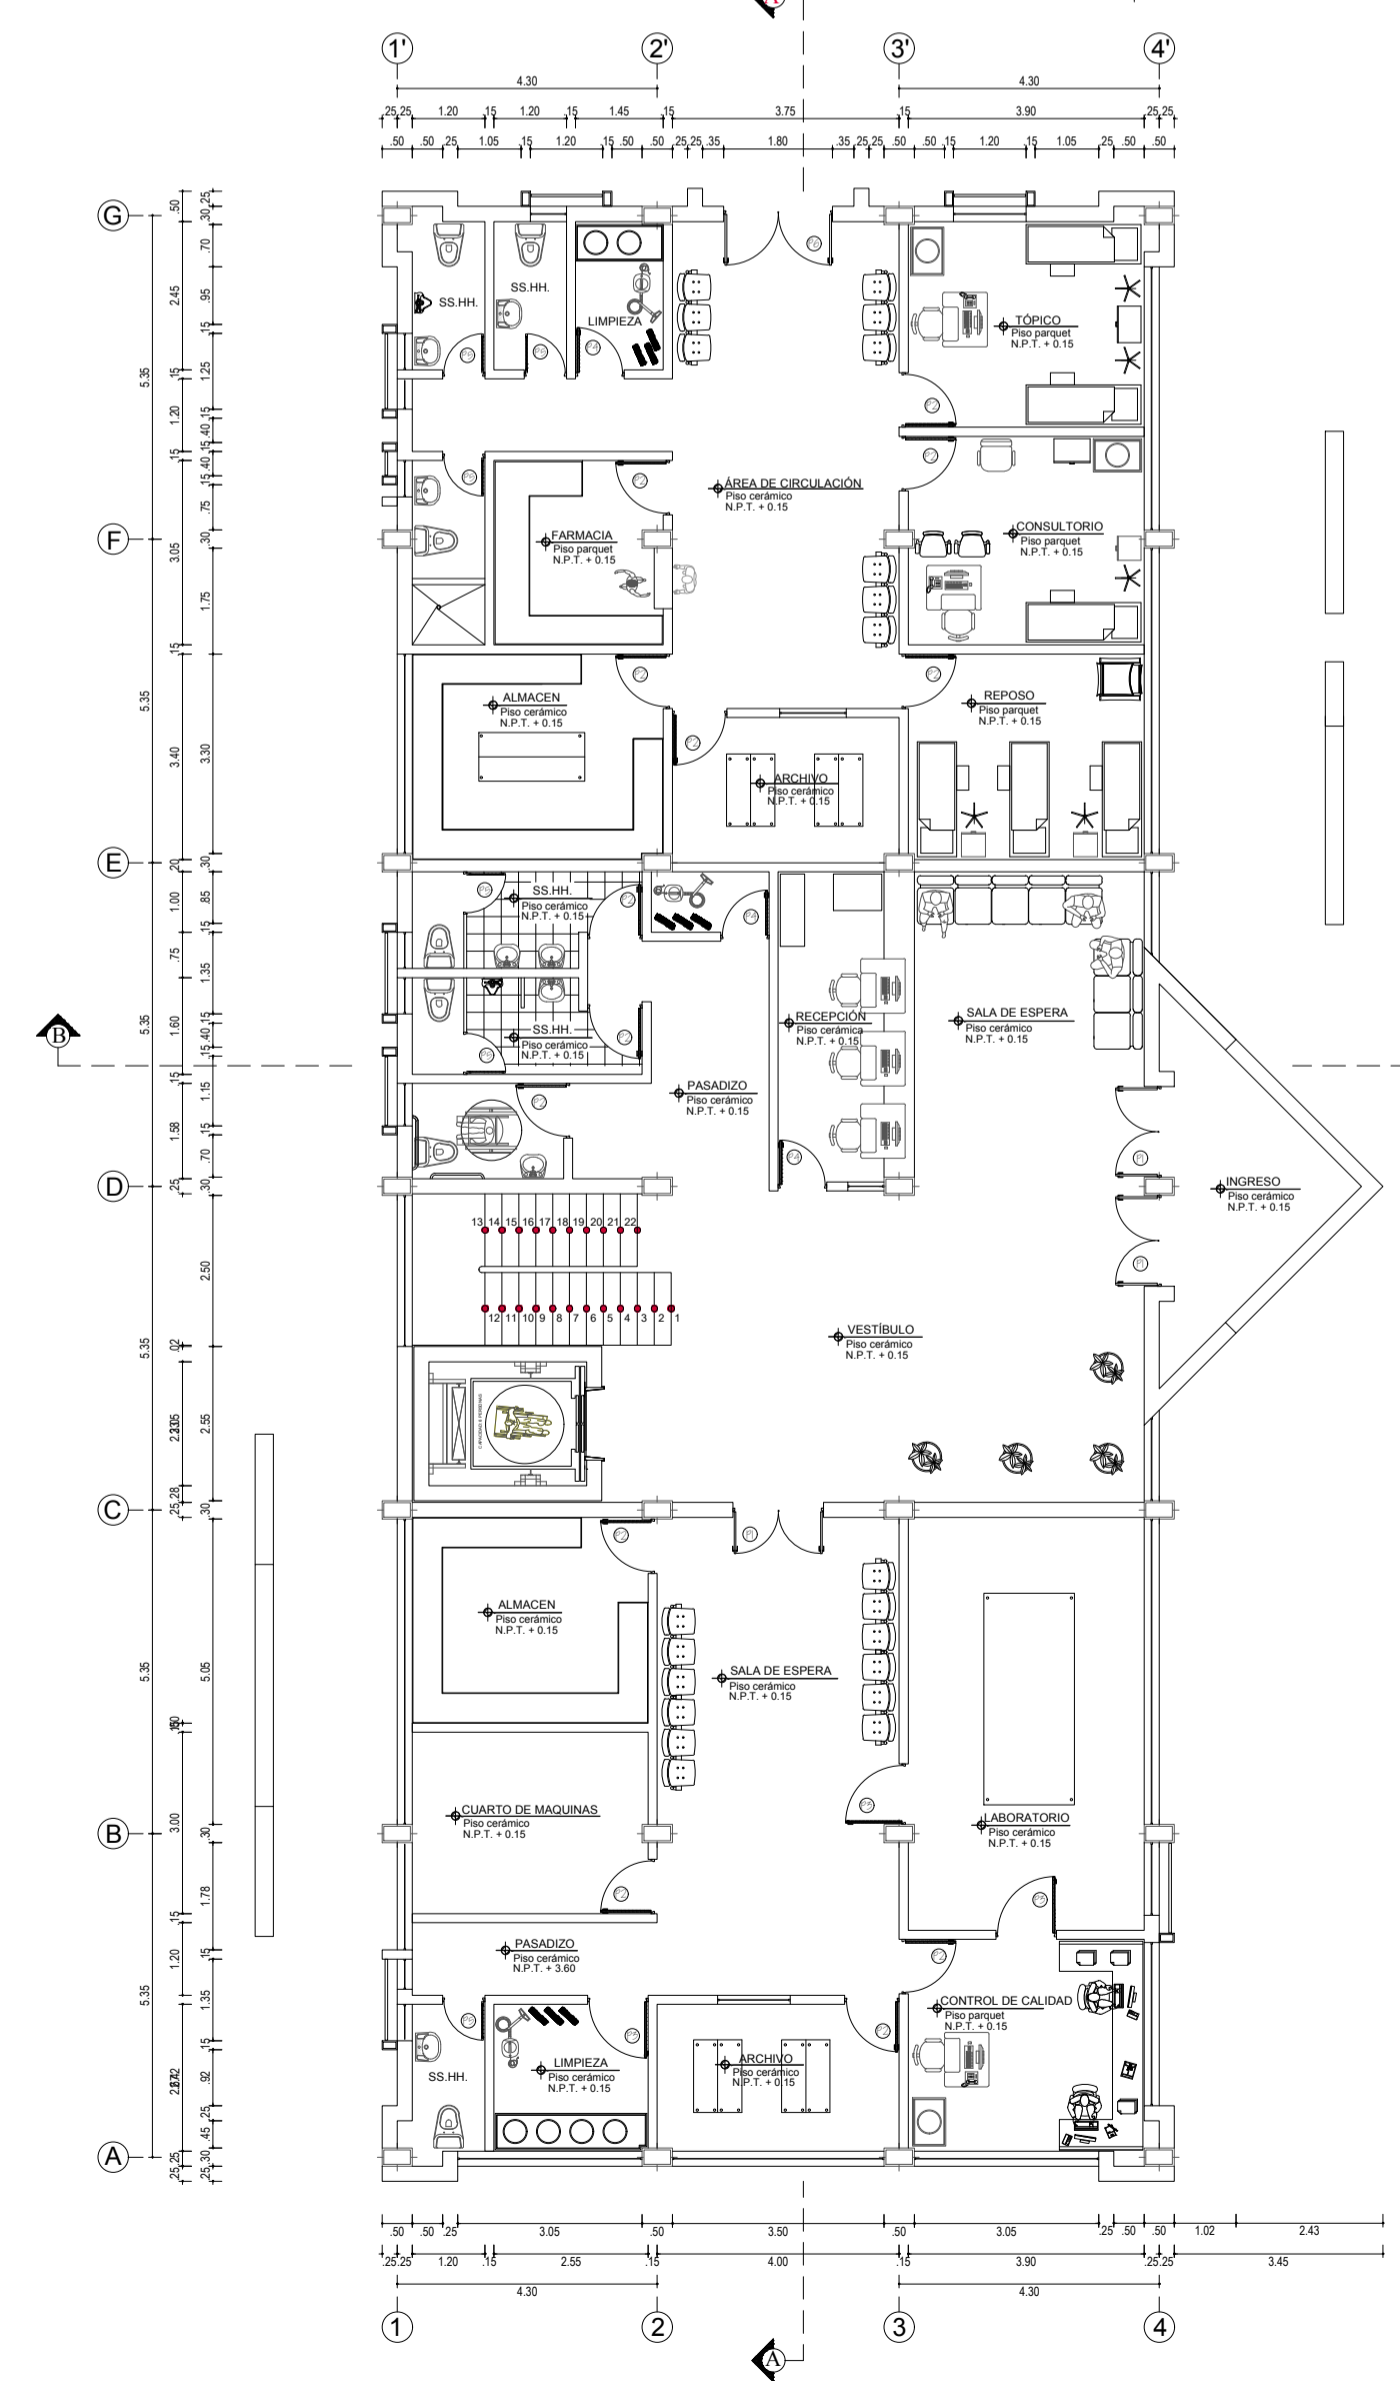 A
1' 2' 3' 4'
4.30 4.30
.25 .25 1.20 .15 1.20 .15 1.45 .15 3.75 .15 3.90 .25 .25
.50 .50 .25 1.05 .15 1.20 .15 .50 .50 .25 .25 .35 1.80 .35 .25 .25 .50 .50 .15 1.20 .15 1.05 .25 .50 .50
G
SS.HH.
SS.HH.
LIMPIEZA
TÓPICO
Piso parquet
N.P.T. + 0.15
ÁREA DE CIRCULACIÓN
Piso cerámico
N.P.T. + 0.15
F
FARMACIA
Piso parquet
N.P.T. + 0.15
CONSULTORIO
Piso parquet
N.P.T. + 0.15
ALMACEN
Piso cerámico
N.P.T. + 0.15
REPOSO
Piso parquet
N.P.T. + 0.15
ARCHIVO
Piso cerámico
N.P.T. + 0.15
E
SS.HH.
Piso cerámico
N.P.T. + 0.15
SS.HH.
Piso cerámico
N.P.T. + 0.15
RECEPCIÓN
Piso cerámica
N.P.T. + 0.15
SALA DE ESPERA
Piso cerámico
N.P.T. + 0.15
B
PASADIZO
Piso cerámico
N.P.T. + 0.15
D
INGRESO
Piso cerámico
N.P.T. + 0.15
13 14 15 16 17 18 19 20 21 22
12 11 10 9 8 7 6 5 4 3 2 1
VESTÍBULO
Piso cerámico
N.P.T. + 0.15
C
ALMACEN
Piso cerámico
N.P.T. + 0.15
SALA DE ESPERA
Piso cerámico
N.P.T. + 0.15
CUARTO DE MAQUINAS
Piso cerámico
N.P.T. + 0.15
B
LABORATORIO
Piso cerámico
N.P.T. + 0.15
PASADIZO
Piso cerámico
N.P.T. + 3.60
CONTROL DE CALIDAD
Piso parquet
N.P.T. + 0.15
SS.HH.
LIMPIEZA
Piso cerámico
N.P.T. + 0.15
ARCHIVO
Piso cerámico
N.P.T. + 0.15
A
5.35 5.35 5.35 5.35 5.35 5.35
.50 .50 .25 3.05 .50 3.50 .50 3.05 .25 .50 .50 1.02 2.43
.25 .25 1.20 .15 2.55 .15 4.00 .15 3.90 .25 .25 3.45
4.30 4.30
1 2 3 4
A